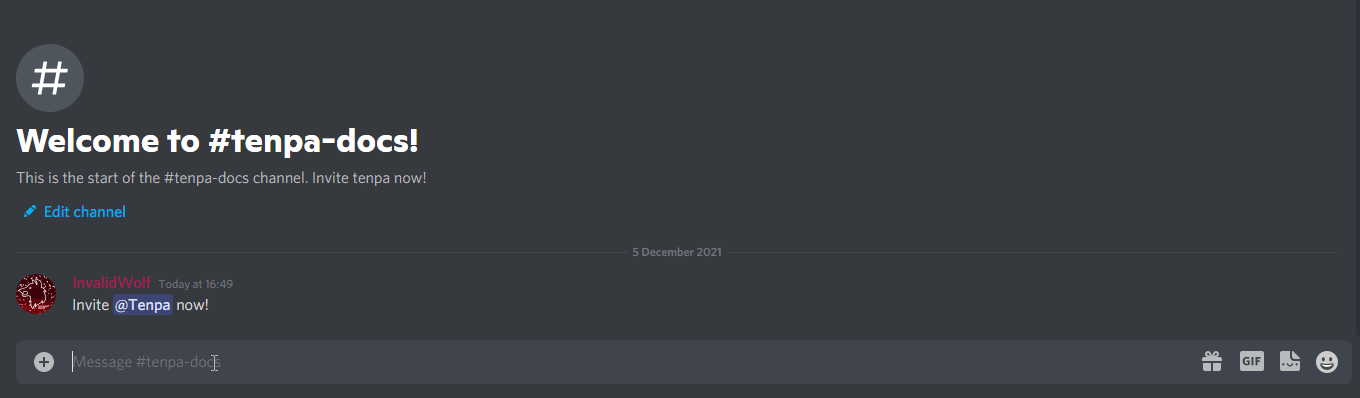 #
Welcome to #tenpa-docs!
This is the start of the #tenpa-docs channel. Invite tenpa now!
Edit channel
5 December 2021
InvalidWolf Today at 16:49
Invite @Tenpa now!
Message #tenpa-docs
GIF